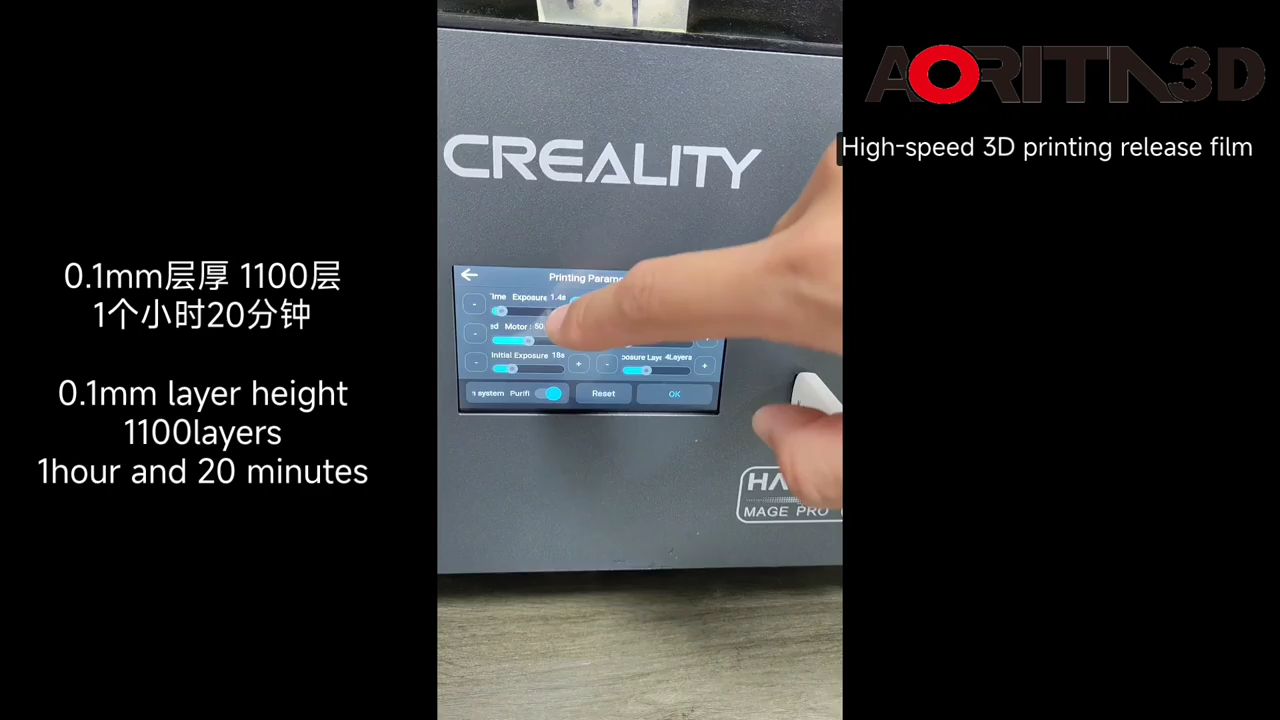 AORITA3D
High-speed 3D printing release film
CREALITY
0.1mm层厚 1100层
1个小时20分钟
0.1mm layer height
1100layers
1hour and 20 minutes
Printing
Exposure 1.4s
Motor : 50
Initial Exposure 18s
4Layers
system Purifi
Reset
OK
MAGE PRO